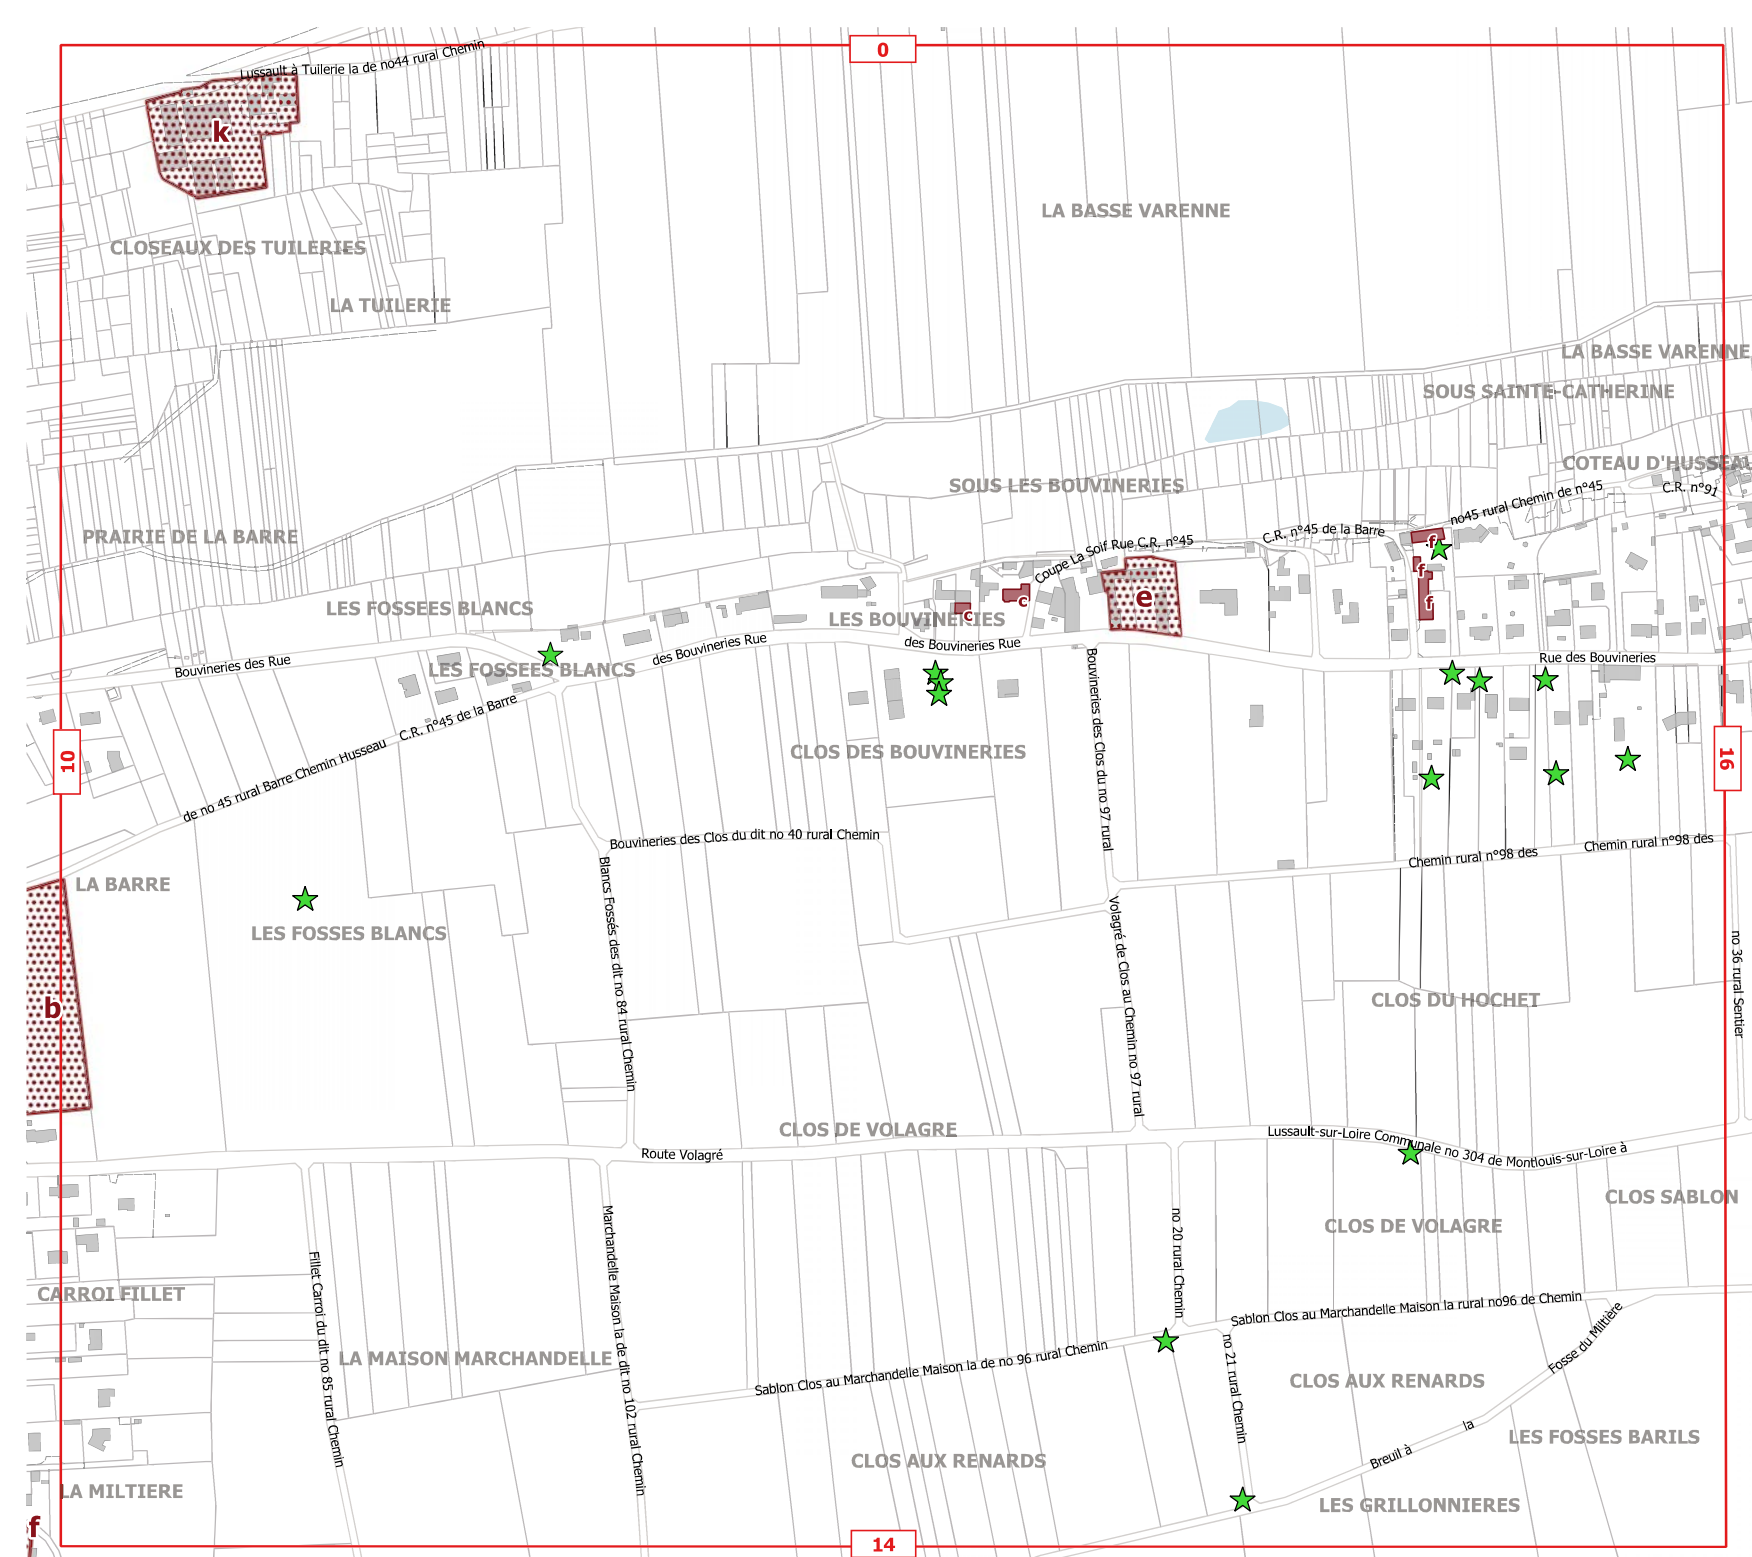 0
Lussault à Tuilerie la de no44 rural Chemin
k
LA BASSE VARENNE
CLOSEAUX DES TUILERIES
LA TUILERIE
LA BASSE VARENNE
SOUS SAINTE-CATHERINE
COTEAU D'HUSSEAU
SOUS LES BOUVINERIES
C.R. n°91
no45 rural Chemin de n°45
PRAIRIE DE LA BARRE
C.R. n°45 de la Barre
Coupe La Soif Rue C.R. n°45
f
f
f
e
c
c
LES FOSSEES BLANCS
LES BOUVINERIES
des Bouvineries Rue
des Bouvineries Rue
Rue des Bouvineries
Bouvineries des Rue
LES FOSSEES BLANCS
C.R. n°45 de la Barre
de no 45 rural Barre Chemin Husseau
10
16
CLOS DES BOUVINERIES
Bouvineries des Clos du no 97 rural
Bouvineries des Clos du dit no 40 rural Chemin
Chemin rural n°98 des
Chemin rural n°98 des
LA BARRE
LES FOSSES BLANCS
Blancs Fossés des dit no 84 rural Chemin
Volagré de Clos au Chemin no 97 rural
no 36 rural Sentier
b
CLOS DU HOCHET
CLOS DE VOLAGRE
Route Volagré
Lussault-sur-Loire Communale no 304 de Montlouis-sur-Loire à
CLOS SABLON
CLOS DE VOLAGRE
CARROI FILLET
Fillet Carroi du dit no 85 rural Chemin
Marchandelle Maison la de dit no 102 rural Chemin
no 20 rural Chemin
Sablon Clos au Marchandelle Maison la rural no96 de Chemin
LA MAISON MARCHANDELLE
Sablon Clos au Marchandelle Maison la de no 96 rural Chemin
no 21 rural Chemin
Fosse du Miltière
CLOS AUX RENARDS
la
Breuil à
LES FOSSES BARILS
CLOS AUX RENARDS
LA MILTIERE
LES GRILLONNIERES
f
14